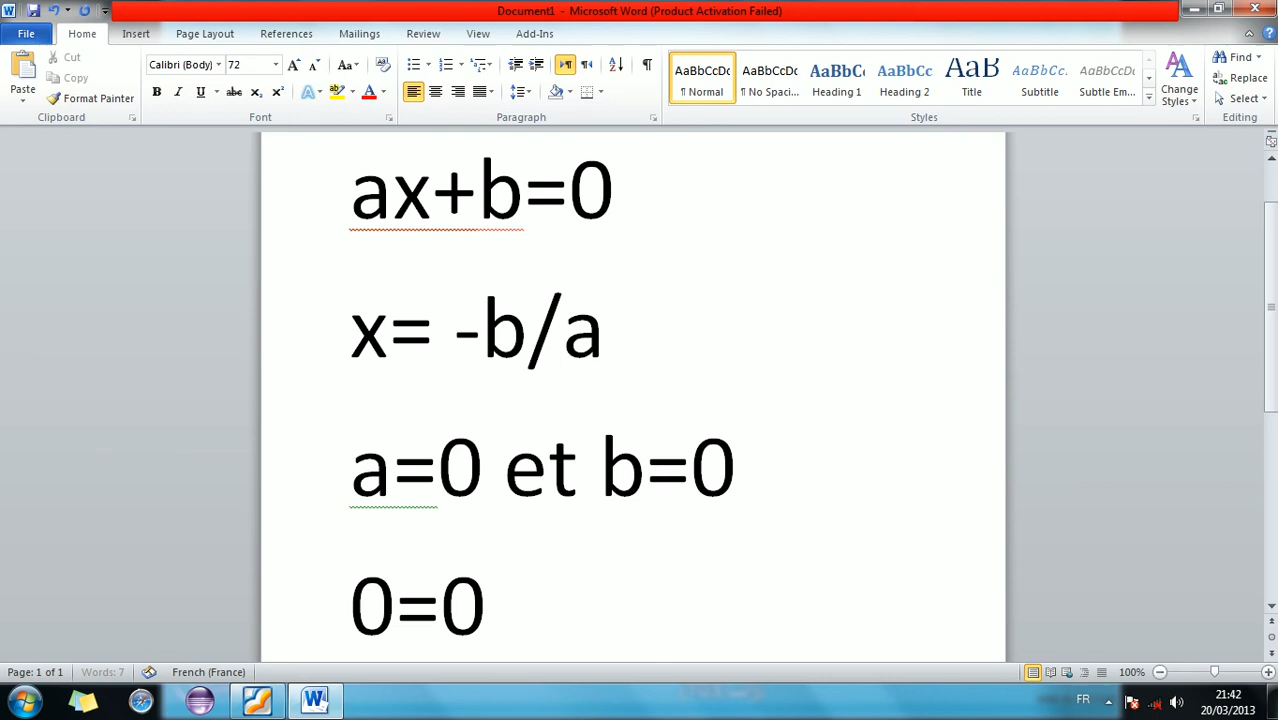 Document1 - Microsoft Word (Product Activation Failed)
File Home Insert Page Layout References Mailings Review View Add-Ins
Paste
Cut
Copy
Format Painter
Calibri (Body) 72
AaBbCcDc AaBbCcDc AaBbCc AaBbCc AaB AaBbCc. AaBbCcDc
¶ Normal ¶ No Spaci... Heading 1 Heading 2 Title Subtitle Subtle Em...
Change Styles
Find
Replace
Select
Clipboard Font Paragraph Styles Editing
ax+b=0
x= -b/a
a=0 et b=0
0=0
Page: 1 of 1 Words: 7 French (France) 100%
FR 21:42
20/03/2013